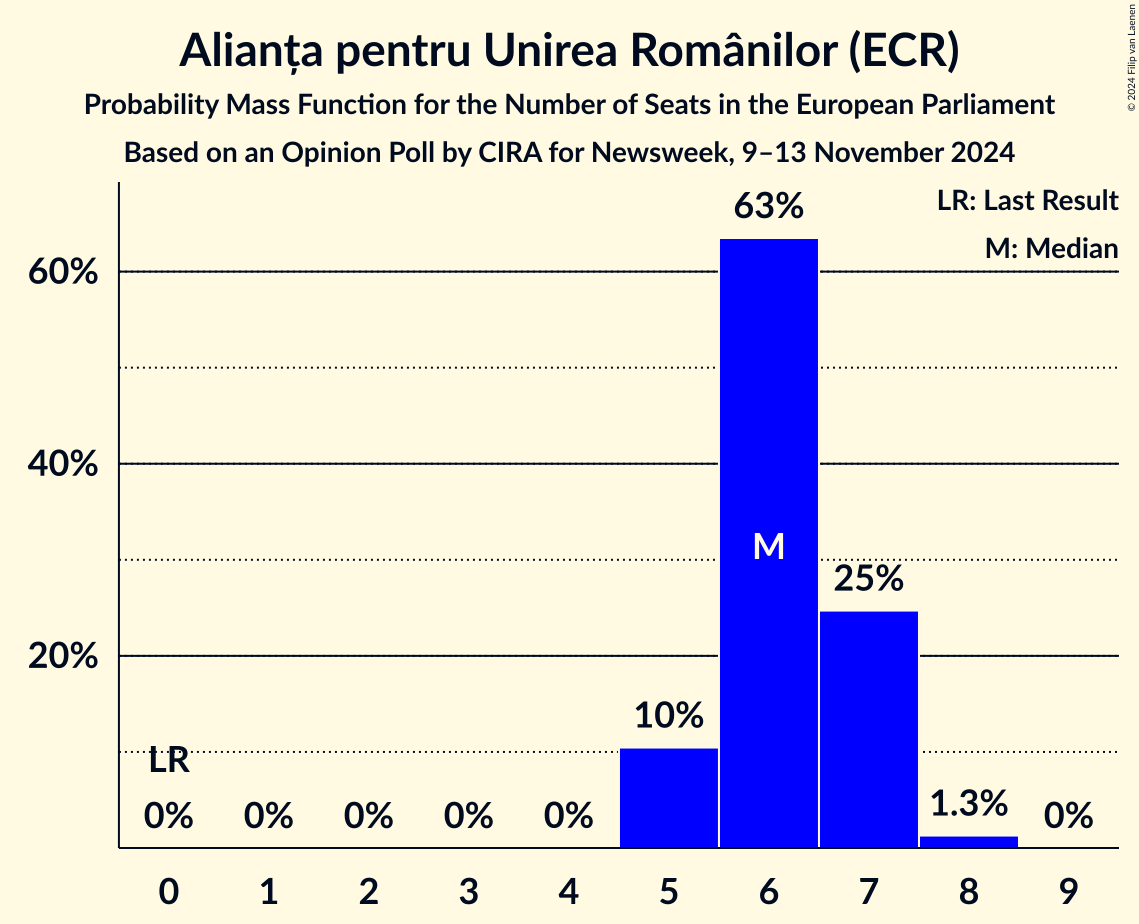 Alianța pentru Unirea Românilor (ECR)
Probability Mass Function for the Number of Seats in the European Parliament
Based on an Opinion Poll by CIRA for Newsweek, 9–13 November 2024
© 2024 Filip van Laenen
LR: Last Result
M: Median
63%
60%
40%
M
25%
20%
10%
LR
0% 0% 0% 0% 0% 1.3% 0%
0 1 2 3 4 5 6 7 8 9